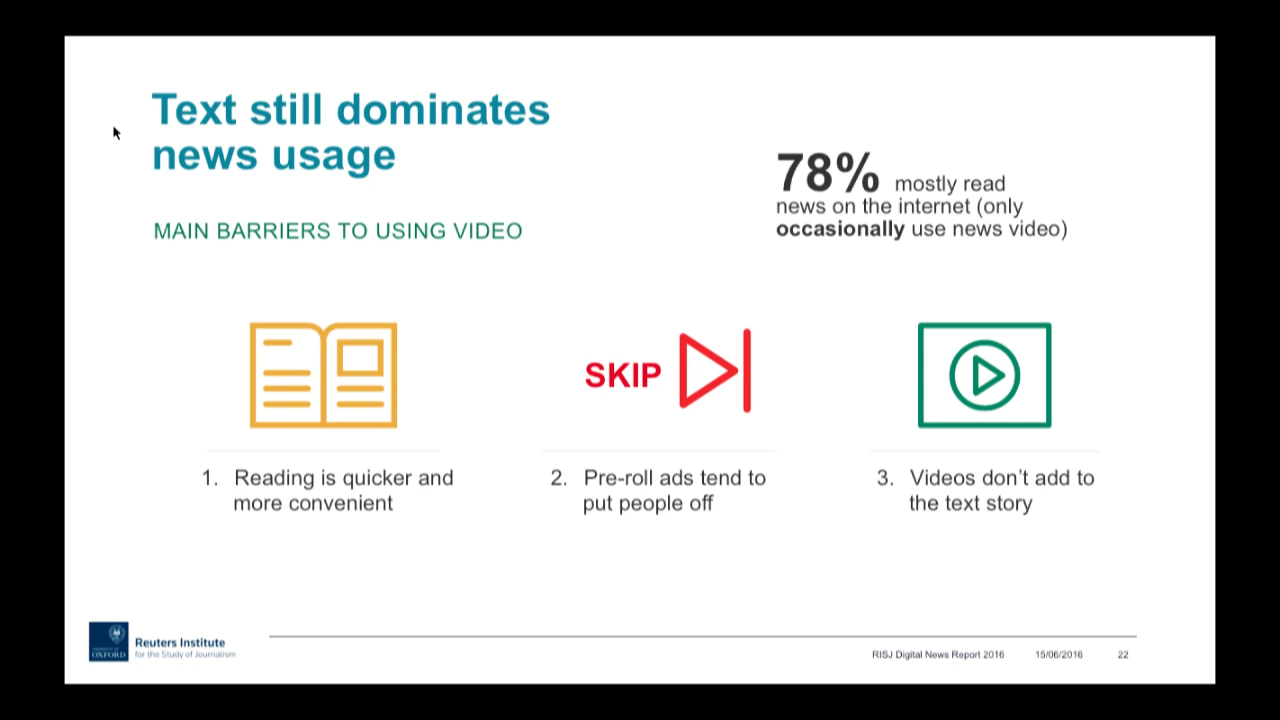 Text still dominates
news usage
78% mostly read
news on the internet (only
occasionally use news video)
MAIN BARRIERS TO USING VIDEO
SKIP
1. Reading is quicker and
more convenient
2. Pre-roll ads tend to
put people off
3. Videos don’t add to
the text story
UNIVERSITY OF
OXFORD
Reuters Institute
for the Study of Journalism
RISJ Digital News Report 2016 15/06/2016 22